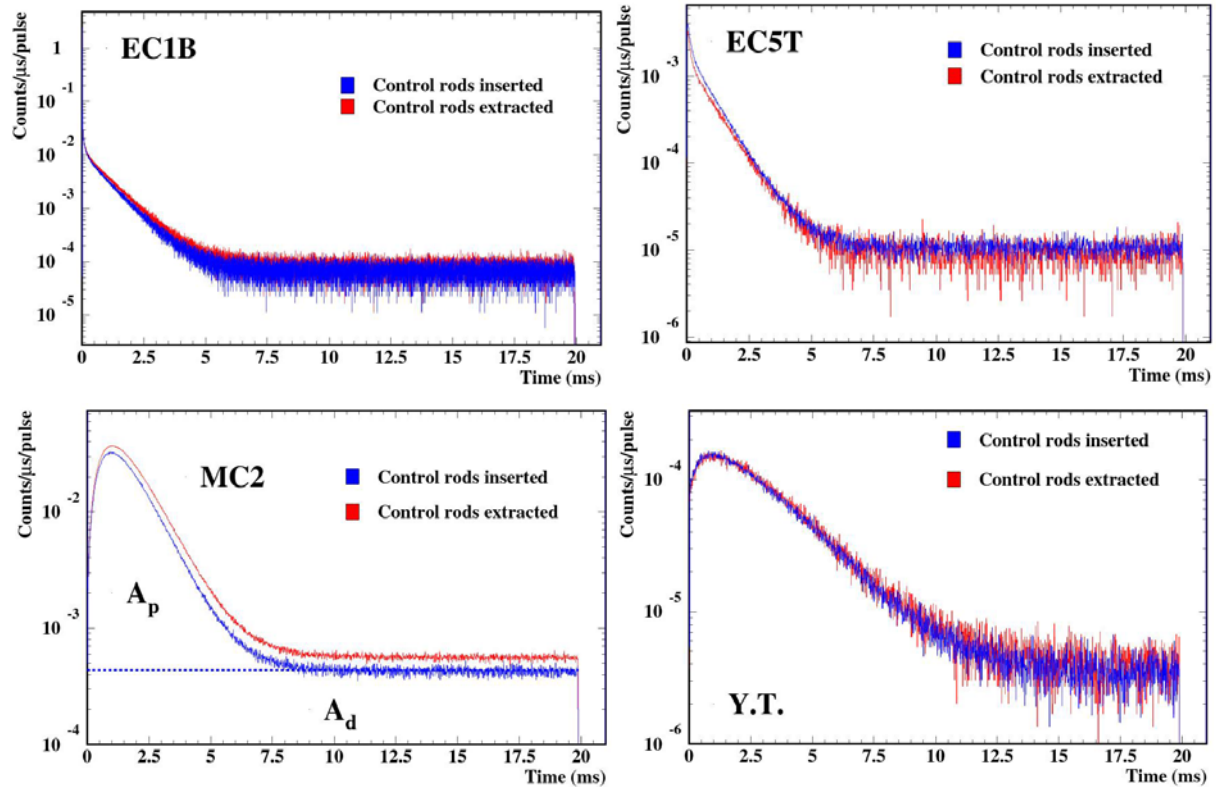 Counts/μs/pulse
EC1B
Control rods inserted
Control rods extracted
1
10 -1
10 -2
10 -3
10 -4
10 -5
0 2.5 5 7.5 10 12.5 15 17.5 20
Time (ms)
Counts/μs/pulse
EC5T
Control rods inserted
Control rods extracted
10 -3
10 -4
10 -5
10 -6
0 2.5 5 7.5 10 12.5 15 17.5 20
Time (ms)
Counts/μs/pulse
MC2
Control rods inserted
Control rods extracted
10 -2
A p
10 -3
A d
10 -4
0 2.5 5 7.5 10 12.5 15 17.5 20
Time (ms)
Counts/μs/pulse
Control rods inserted
Control rods extracted
10 -4
10 -5
Y.T.
10 -6
0 2.5 5 7.5 10 12.5 15 17.5 20
Time (ms)